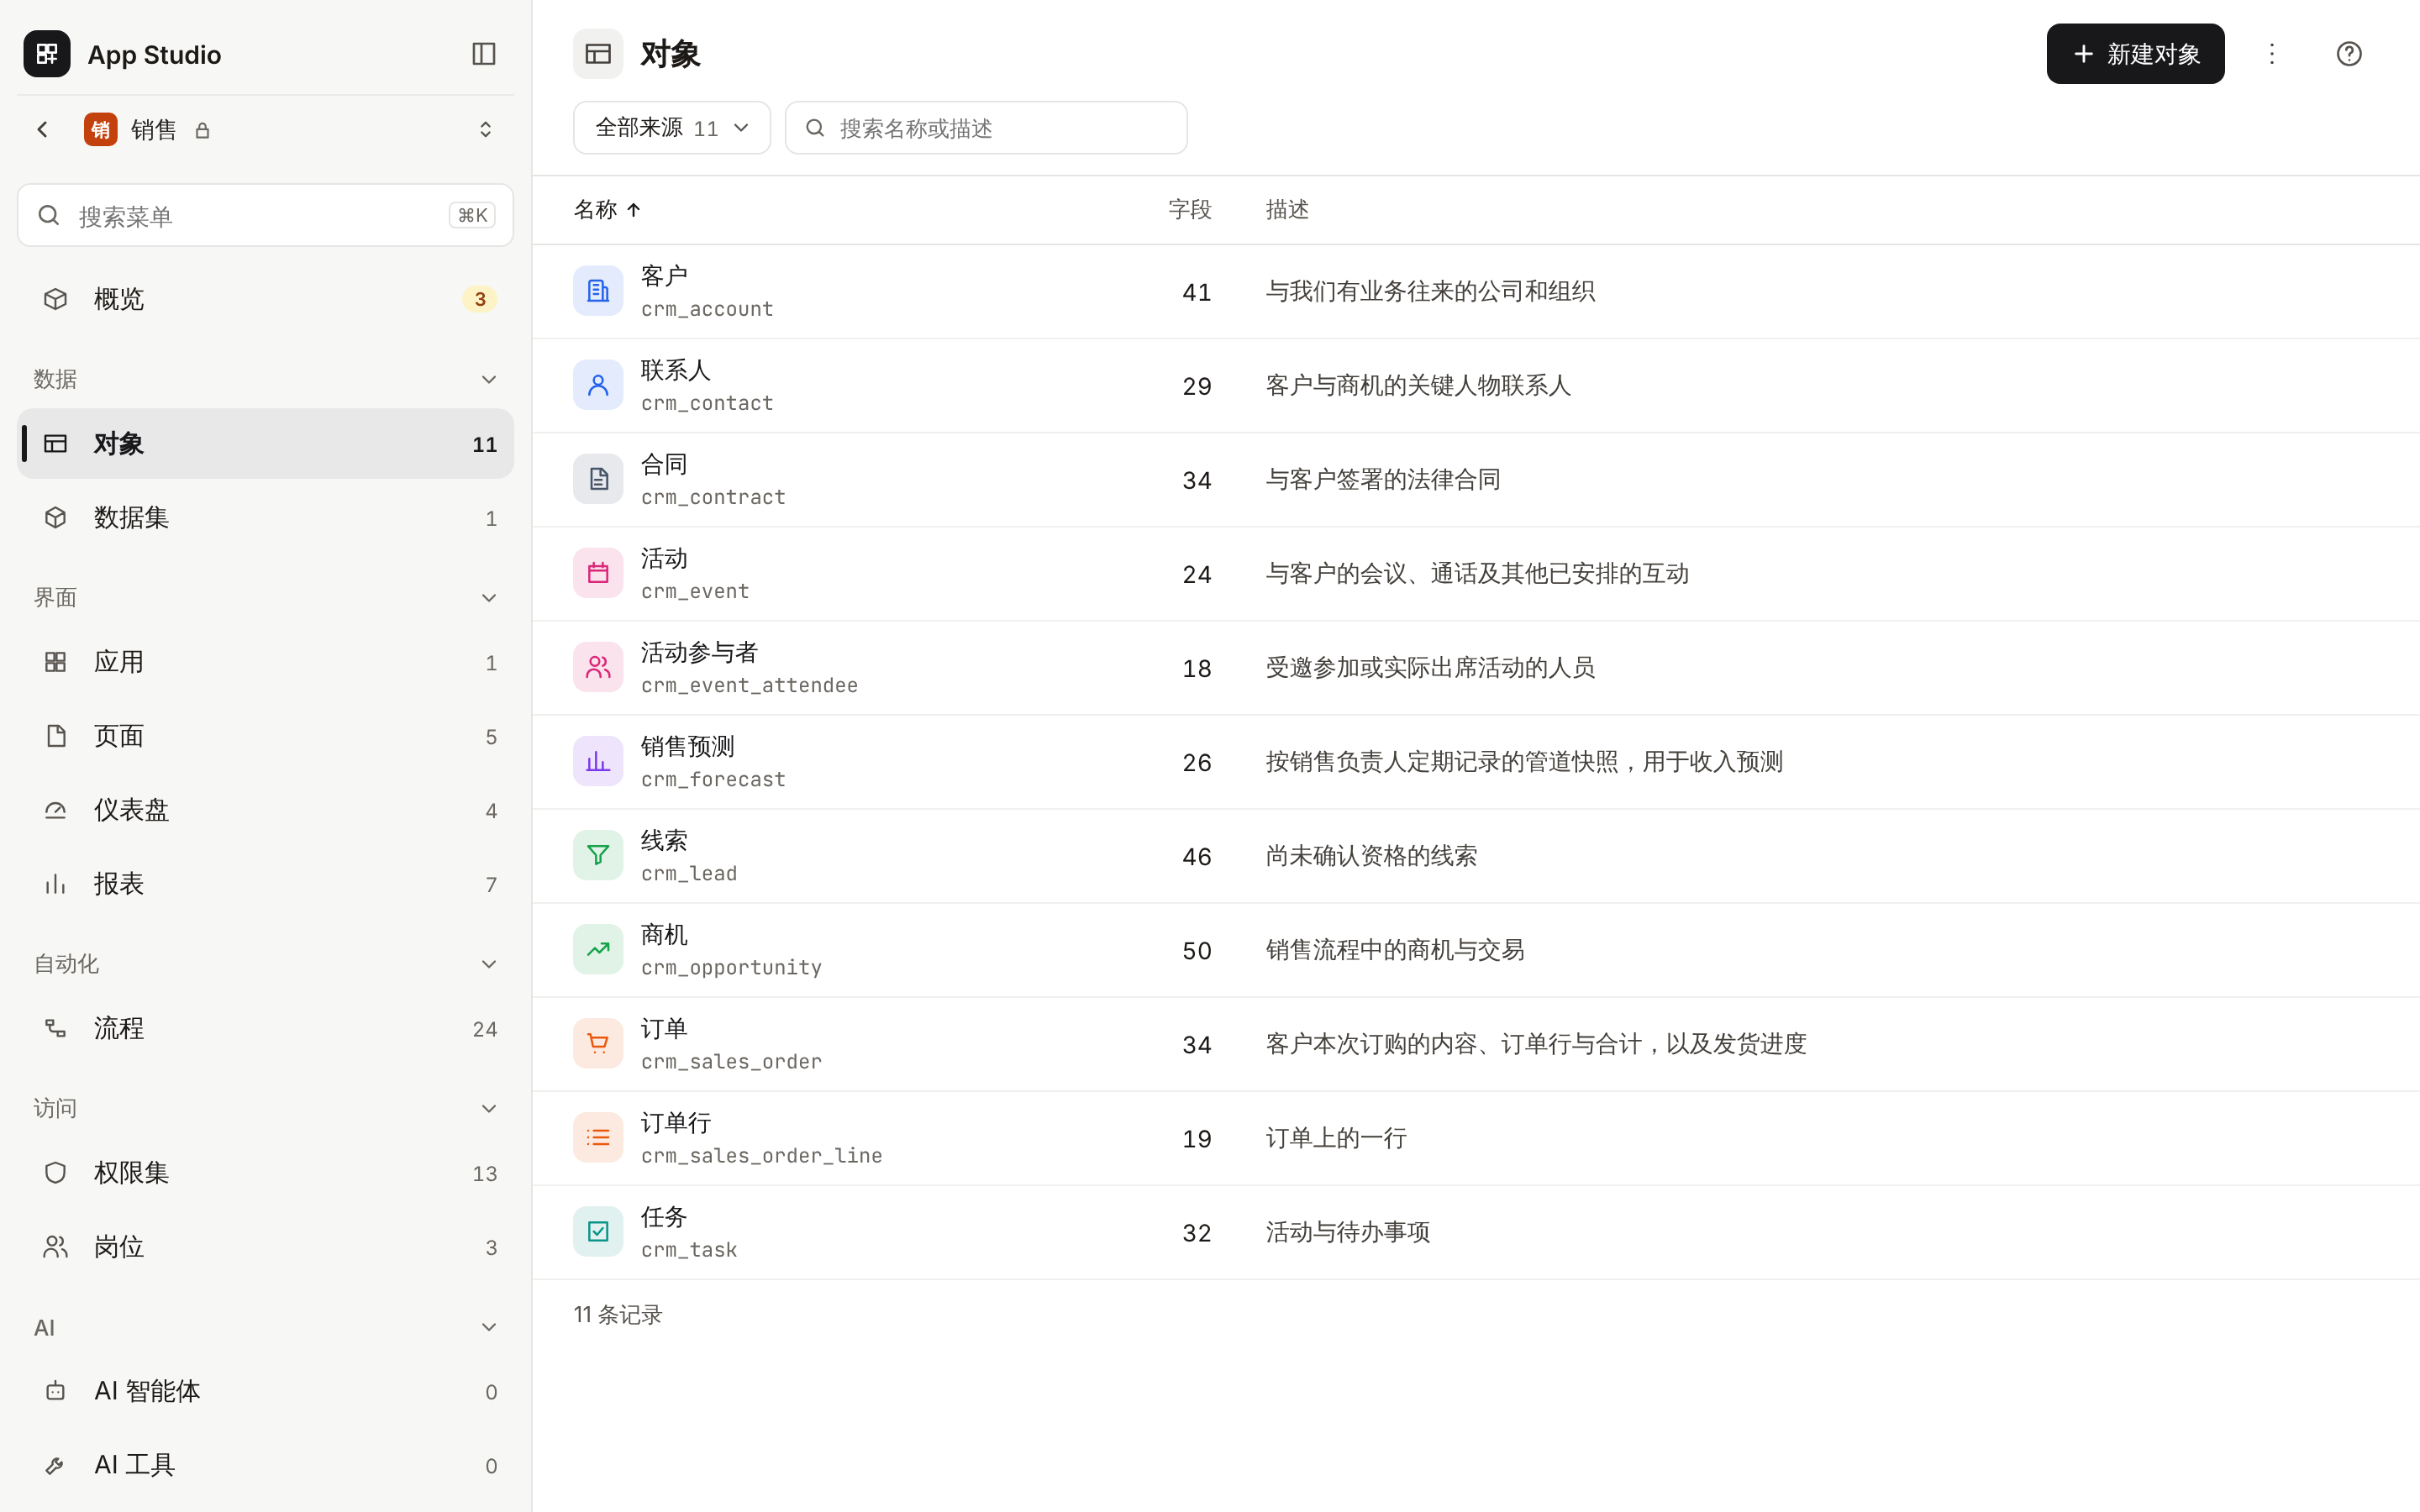 App Studio
销 销售
搜索菜单 ⌘K
概览 3
数据
对象 11
数据集 1
界面
应用 1
页面 5
仪表盘 4
报表 7
自动化
流程 24
访问
权限集 13
岗位 3
AI
AI 智能体 0
AI 工具 0
对象
新建对象
全部来源 11
搜索名称或描述
名称 字段 描述
客户
crm_account
41
与我们有业务往来的公司和组织
联系人
crm_contact
29
客户与商机的关键人物联系人
合同
crm_contract
34
与客户签署的法律合同
活动
crm_event
24
与客户的会议、通话及其他已安排的互动
活动参与者
crm_event_attendee
18
受邀参加或实际出席活动的人员
销售预测
crm_forecast
26
按销售负责人定期记录的管道快照，用于收入预测
线索
crm_lead
46
尚未确认资格的线索
商机
crm_opportunity
50
销售流程中的商机与交易
订单
crm_sales_order
34
客户本次订购的内容、订单行与合计，以及发货进度
订单行
crm_sales_order_line
19
订单上的一行
任务
crm_task
32
活动与待办事项
11 条记录